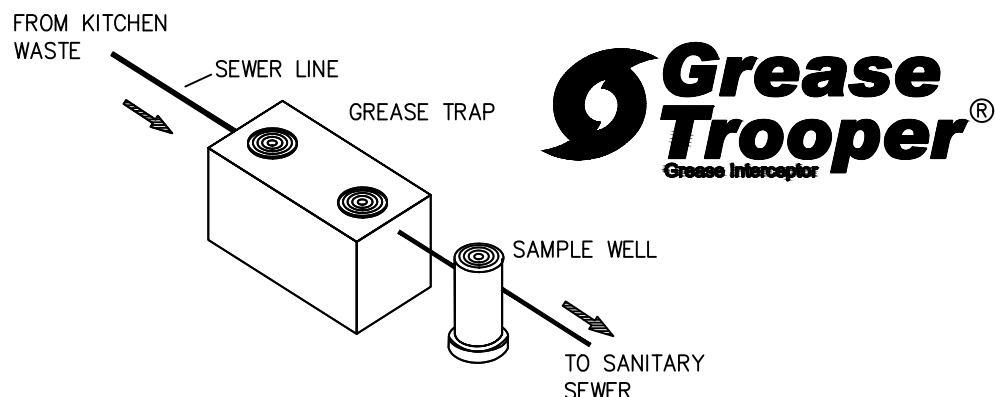 FROM KITCHEN
WASTE
SEWER LINE
GREASE TRAP
Grease
Trooper®
Grease Interceptor
SAMPLE WELL
TO SANITARY
SEWER